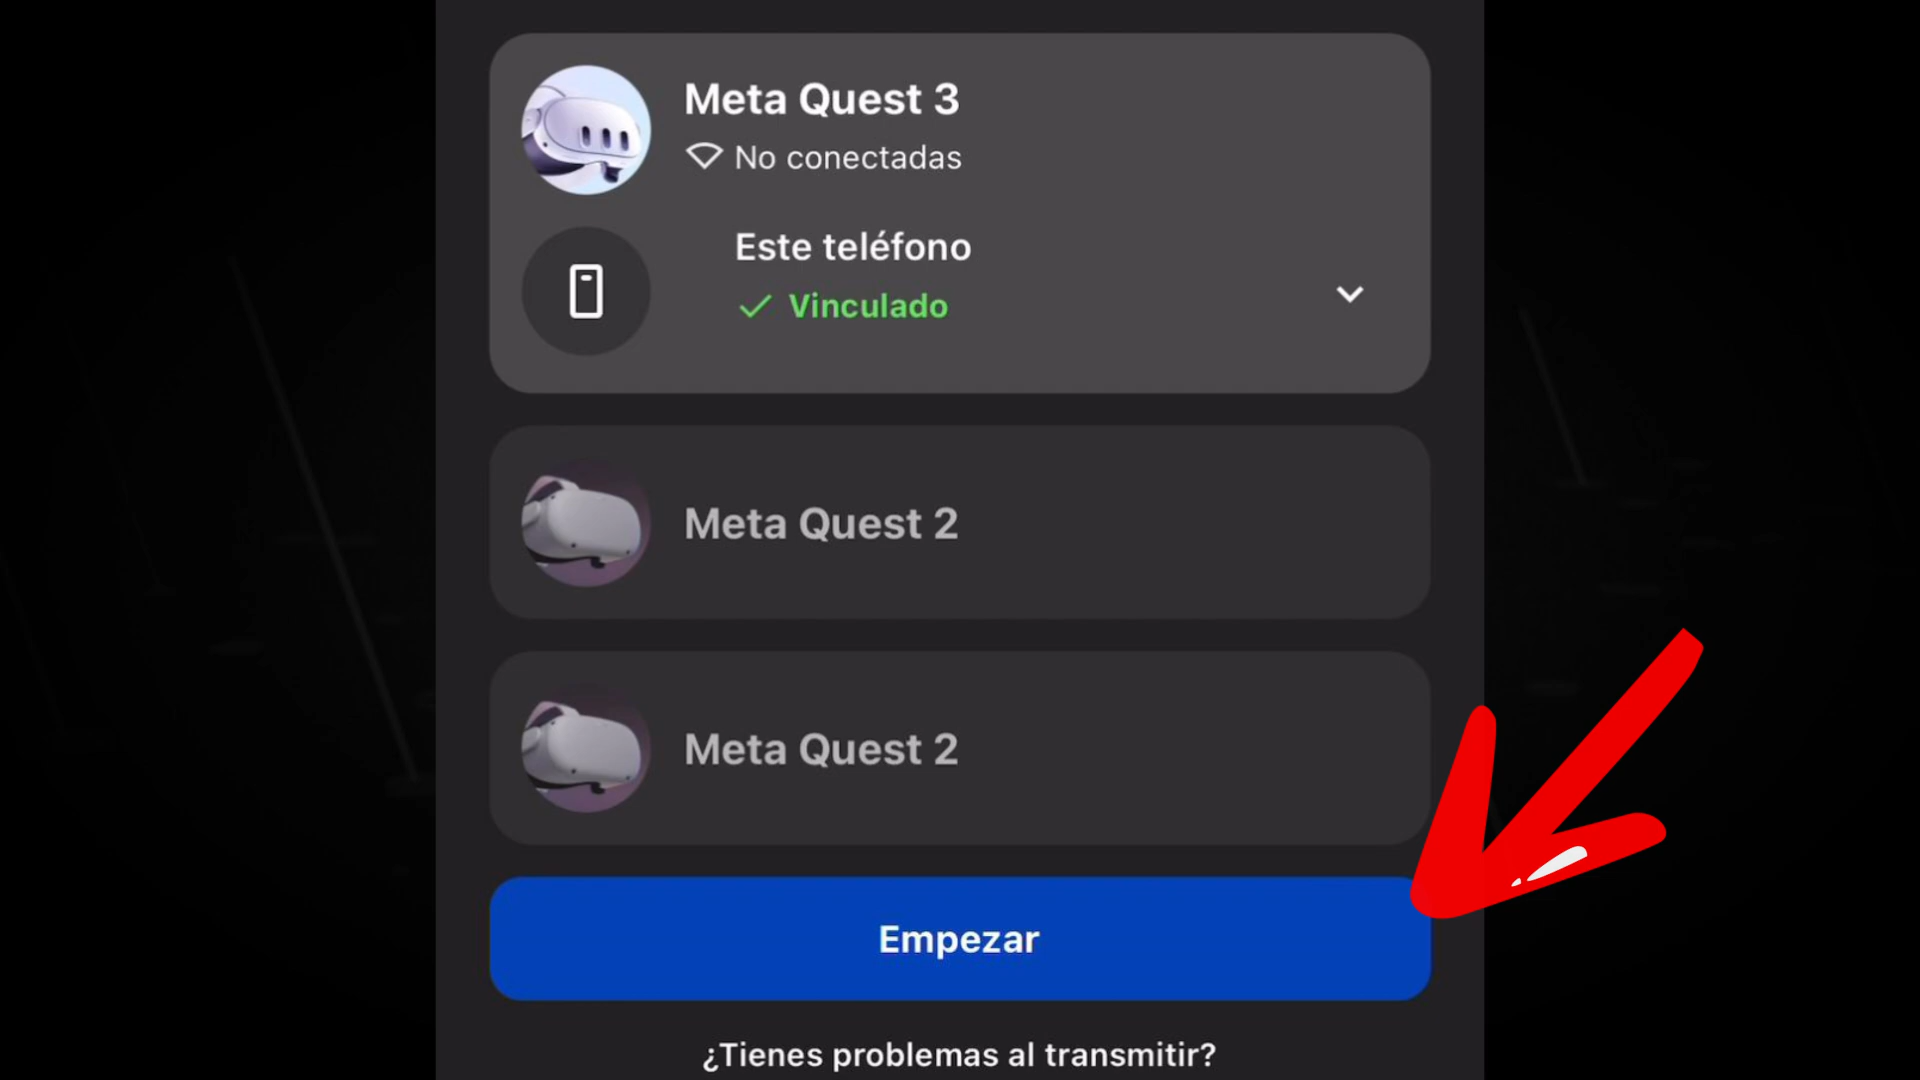 Meta Quest 3
No conectadas
Este teléfono
Vinculado
Meta Quest 2
Meta Quest 2
Empezar
¿Tienes problemas al transmitir?